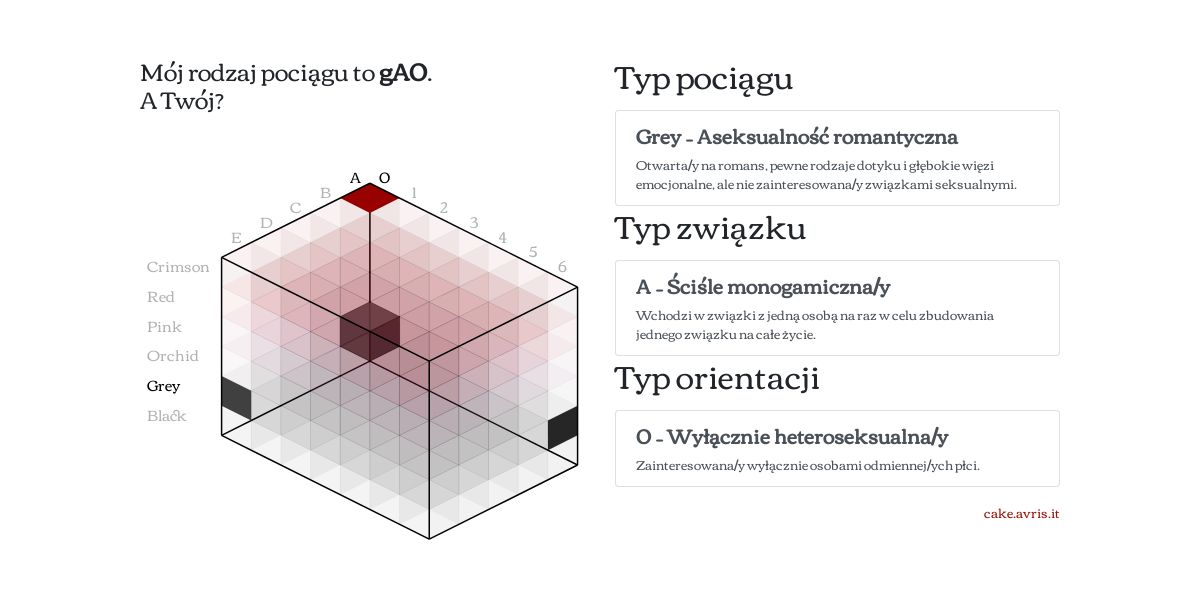 Mój rodzaj pociągu to gAO.
A Twój?
A O
B 1
C 2
D 3
E 4
5
6
Crimson
Red
Pink
Orchid
Grey
Black
Typ pociągu
Grey - Aseksualność romantyczna
Otwarta/y na romans, pewne rodzaje dotyku i głębokie więzi
emocjonalne, ale nie zainteresowana/y związkami seksualnymi.
Typ związku
A - Ściśle monogamiczna/y
Wchodzi w związki z jedną osobą na raz w celu zbudowania
jednego związku na całe życie.
Typ orientacji
0 - Wyłącznie heteroseksualna/y
Zainteresowana/y wyłącznie osobami odmiennej/ych płci.
cake.avris.it